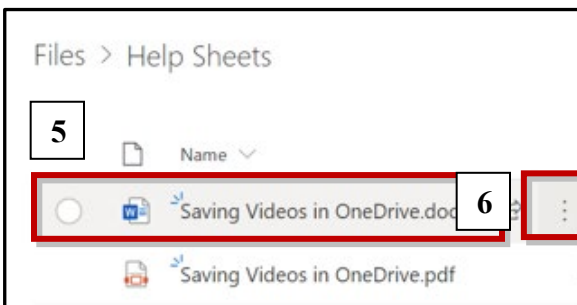 Files > Help Sheets
5
Name
Saving Videos in OneDrive.doc
6
Saving Videos in OneDrive.pdf